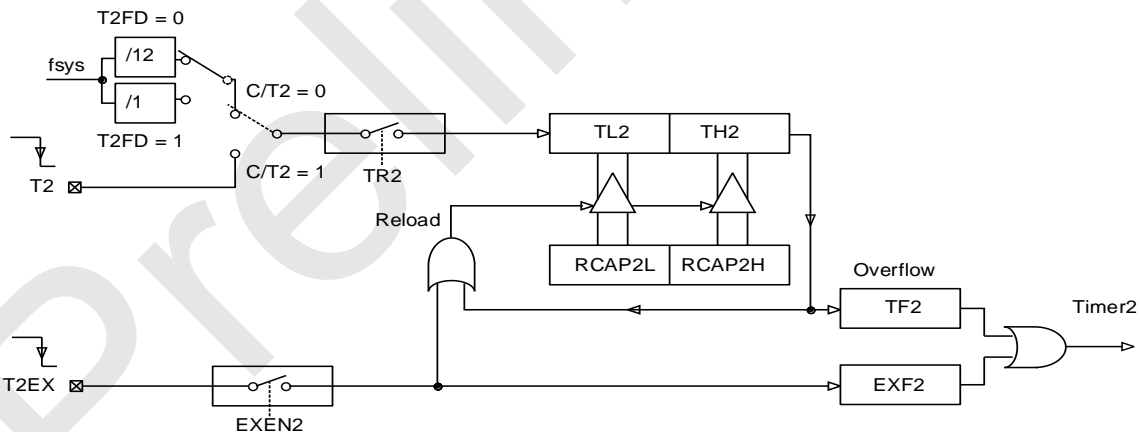 T2FD = 0
/12
fsys
C/T2 = 0
/1
T2FD = 1
TL2
TH2
T2
C/T2 = 1
TR2
Reload
RCAP2L
RCAP2H
Overflow
TF2
Timer2
T2EX
EXF2
EXEN2
Prelin